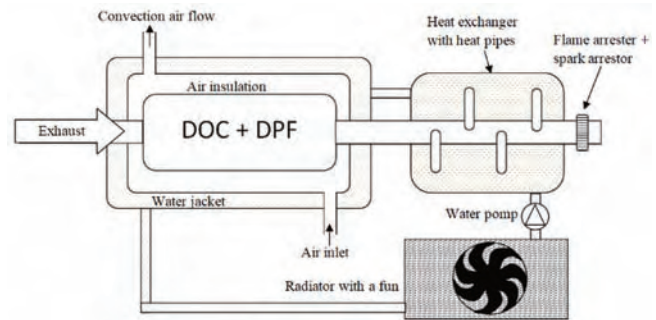 Convection air flow
Heat exchanger
with heat pipes
Flame arrester +
spark arrestor
Air insulation
Exhaust
DOC + DPF
Water jacket
Water pomp
Air inlet
Radiator with a fun